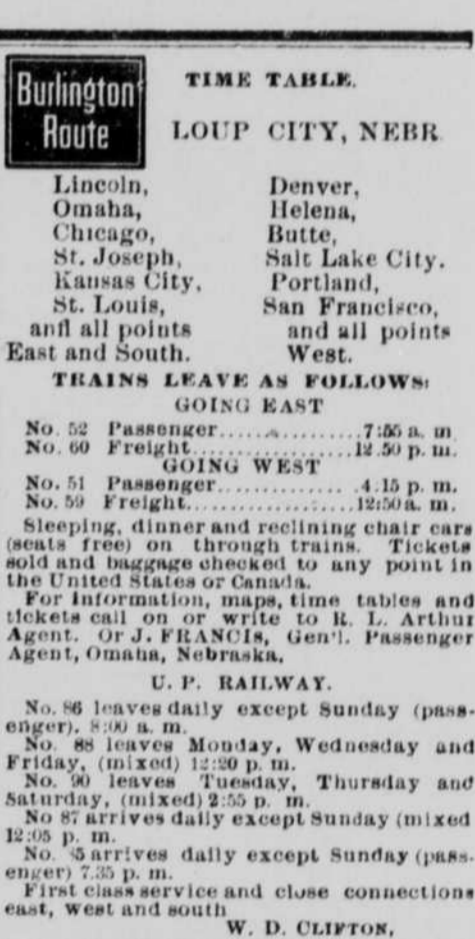 Burlington
Route
TIME TABLE.
LOUP CITY, NEBR
Lincoln,
Omaha,
Chicago,
St. Joseph,
Kansas City,
St. Louis,
and all points
East and South.
Denver,
Helena,
Butte,
Salt Lake City.
Portland,
San Francisco,
and all points
West.
TRAINS LEAVE AS FOLLOWS:
GOING EAST
No. 52 Passenger..................7:55 a. m
No. 60 Freight.....................12.50 p. m.
GOING WEST
No. 51 Passenger..................4.15 p. m.
No. 59 Freight.....................12:50 a. m.
Sleeping, dinner and reclining chair cars
(seats free) on through trains. Tickets
sold and baggage checked to any point in
the United States or Canada.
For information, maps, time tables and
tickets call on or write to R. L. Arthur
Agent. Or J. FRANCIS, Gen'l. Passenger
Agent, Omaha, Nebraska,
U. P. RAILWAY.
No. 86 leaves daily except Sunday (pass-
enger). 8:00 a. m.
No. 88 leaves Monday, Wednesday and
Friday, (mixed) 12:20 p. m.
No. 90 leaves Tuesday, Thursday and
Saturday, (mixed) 2:55 p. m.
No 87 arrives daily except Sunday (mixed
12:05 p. m.
No. 5 arrives daily except Sunday (pass-
enger) 7.35 p. m.
First class service and close connections
east, west and south
W. D. CLIFTON,